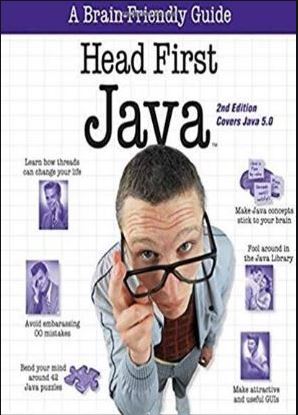 A Brain-Friendly Guide
Head First
Java™
2nd Edition
Covers Java 5.0
Learn how threads
can change your life
Make Java concepts
stick to your brain
Fool around in
the Java Library
Avoid embarassing
OO mistakes
Bend your mind
around 42
Java puzzles
Make attractive
and useful GUIs